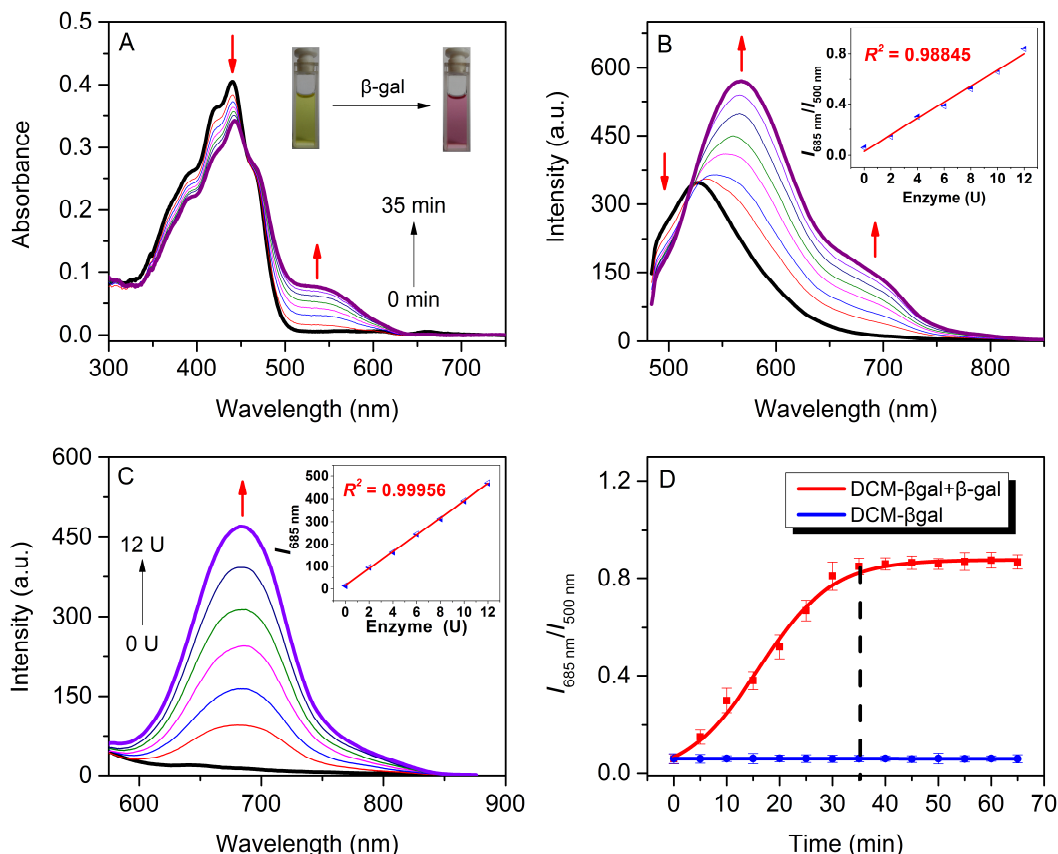 A
β-gal
35 min
0 min
Absorbance
0.5
0.4
0.3
0.2
0.1
0.0
300 400 500 600 700
Wavelength (nm)
B
R² = 0.98845
I 685 nm/I 500 nm
0.8
0.4
0.0
0 2 4 6 8 10 12
Enzyme (U)
Intensity (a.u.)
600
450
300
150
0
500 600 700 800
Wavelength (nm)
C
12 U
0 U
R² = 0.99956
I 685 nm
500
400
300
200
100
0
0 2 4 6 8 10 12
Enzyme (U)
Intensity (a.u.)
600
450
300
150
0
600 700 800 900
Wavelength (nm)
D
DCM-βgal+β-gal
DCM-βgal
I 685 nm/I 500 nm
1.2
0.8
0.4
0.0
0 10 20 30 40 50 60 70
Time (min)